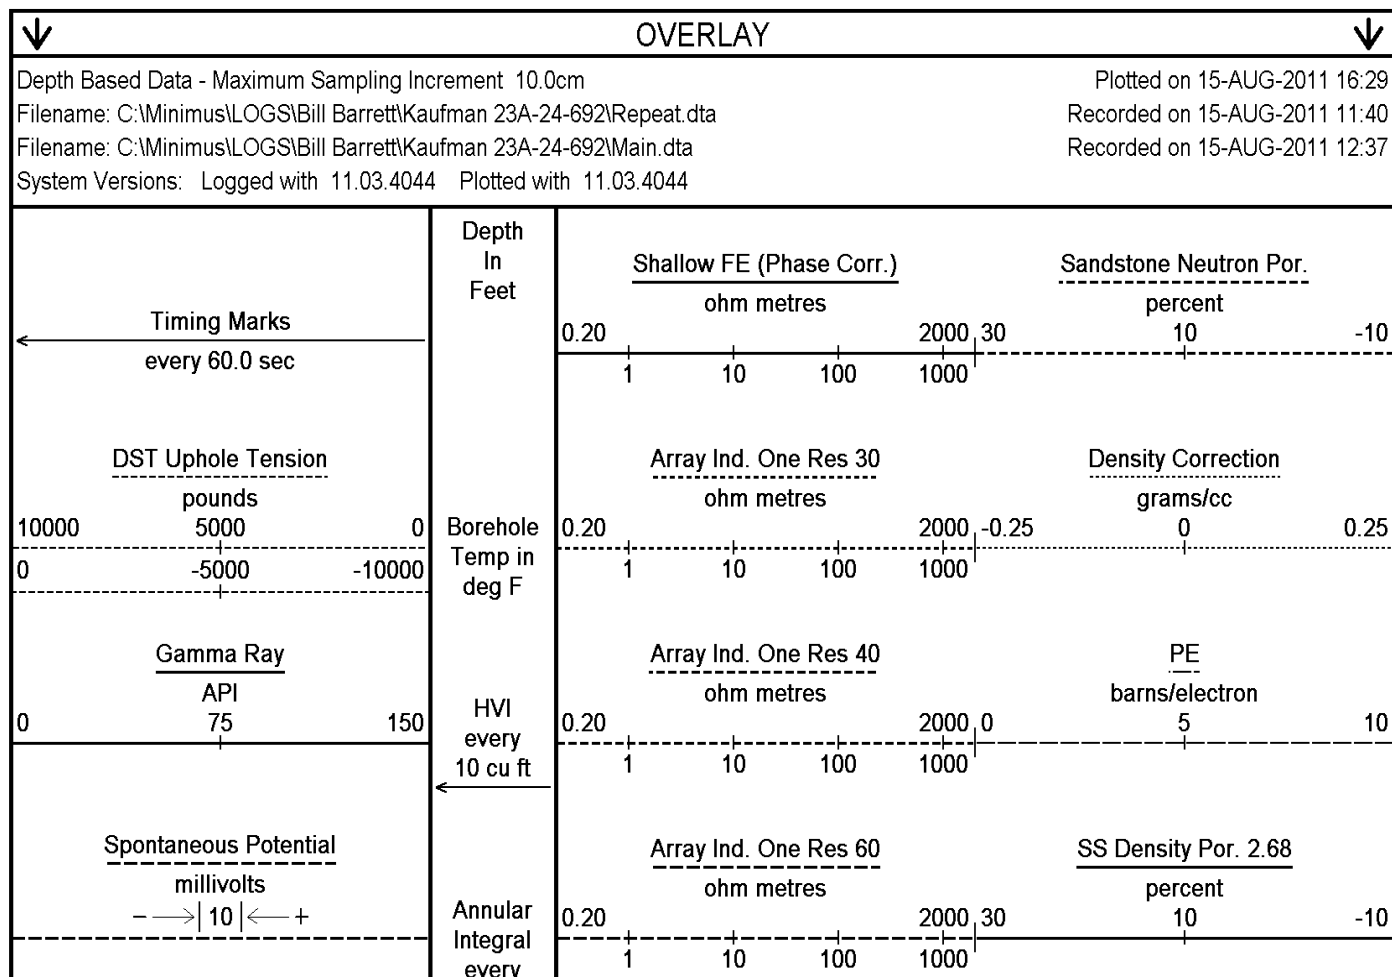 OVERLAY
Depth Based Data - Maximum Sampling Increment 10.0cm
Plotted on 15-AUG-2011 16:29
Filename: C:\Minimus\LOGS\Bill Barrett\Kaufman 23A-24-692\Repeat.dta
Recorded on 15-AUG-2011 11:40
Filename: C:\Minimus\LOGS\Bill Barrett\Kaufman 23A-24-692\Main.dta
Recorded on 15-AUG-2011 12:37
System Versions: Logged with 11.03.4044 Plotted with 11.03.4044
Timing Marks
every 60.0 sec
DST Uphole Tension
pounds
10000 5000 0
0 -5000 -10000
Gamma Ray
API
0 75 150
Spontaneous Potential
millivolts
− 10 +
Depth
In
Feet
Borehole
Temp in
deg F
HVI
every
10 cu ft
Annular
Integral
every
Shallow FE (Phase Corr.)
ohm metres
0.20 2000
1 10 100 1000
Array Ind. One Res 30
ohm metres
0.20 2000
1 10 100 1000
Array Ind. One Res 40
ohm metres
0.20 2000
1 10 100 1000
Array Ind. One Res 60
ohm metres
0.20 2000
1 10 100 1000
Sandstone Neutron Por.
percent
30 10 -10
Density Correction
grams/cc
-0.25 0 0.25
PE
barns/electron
0 5 10
SS Density Por. 2.68
percent
30 10 -10